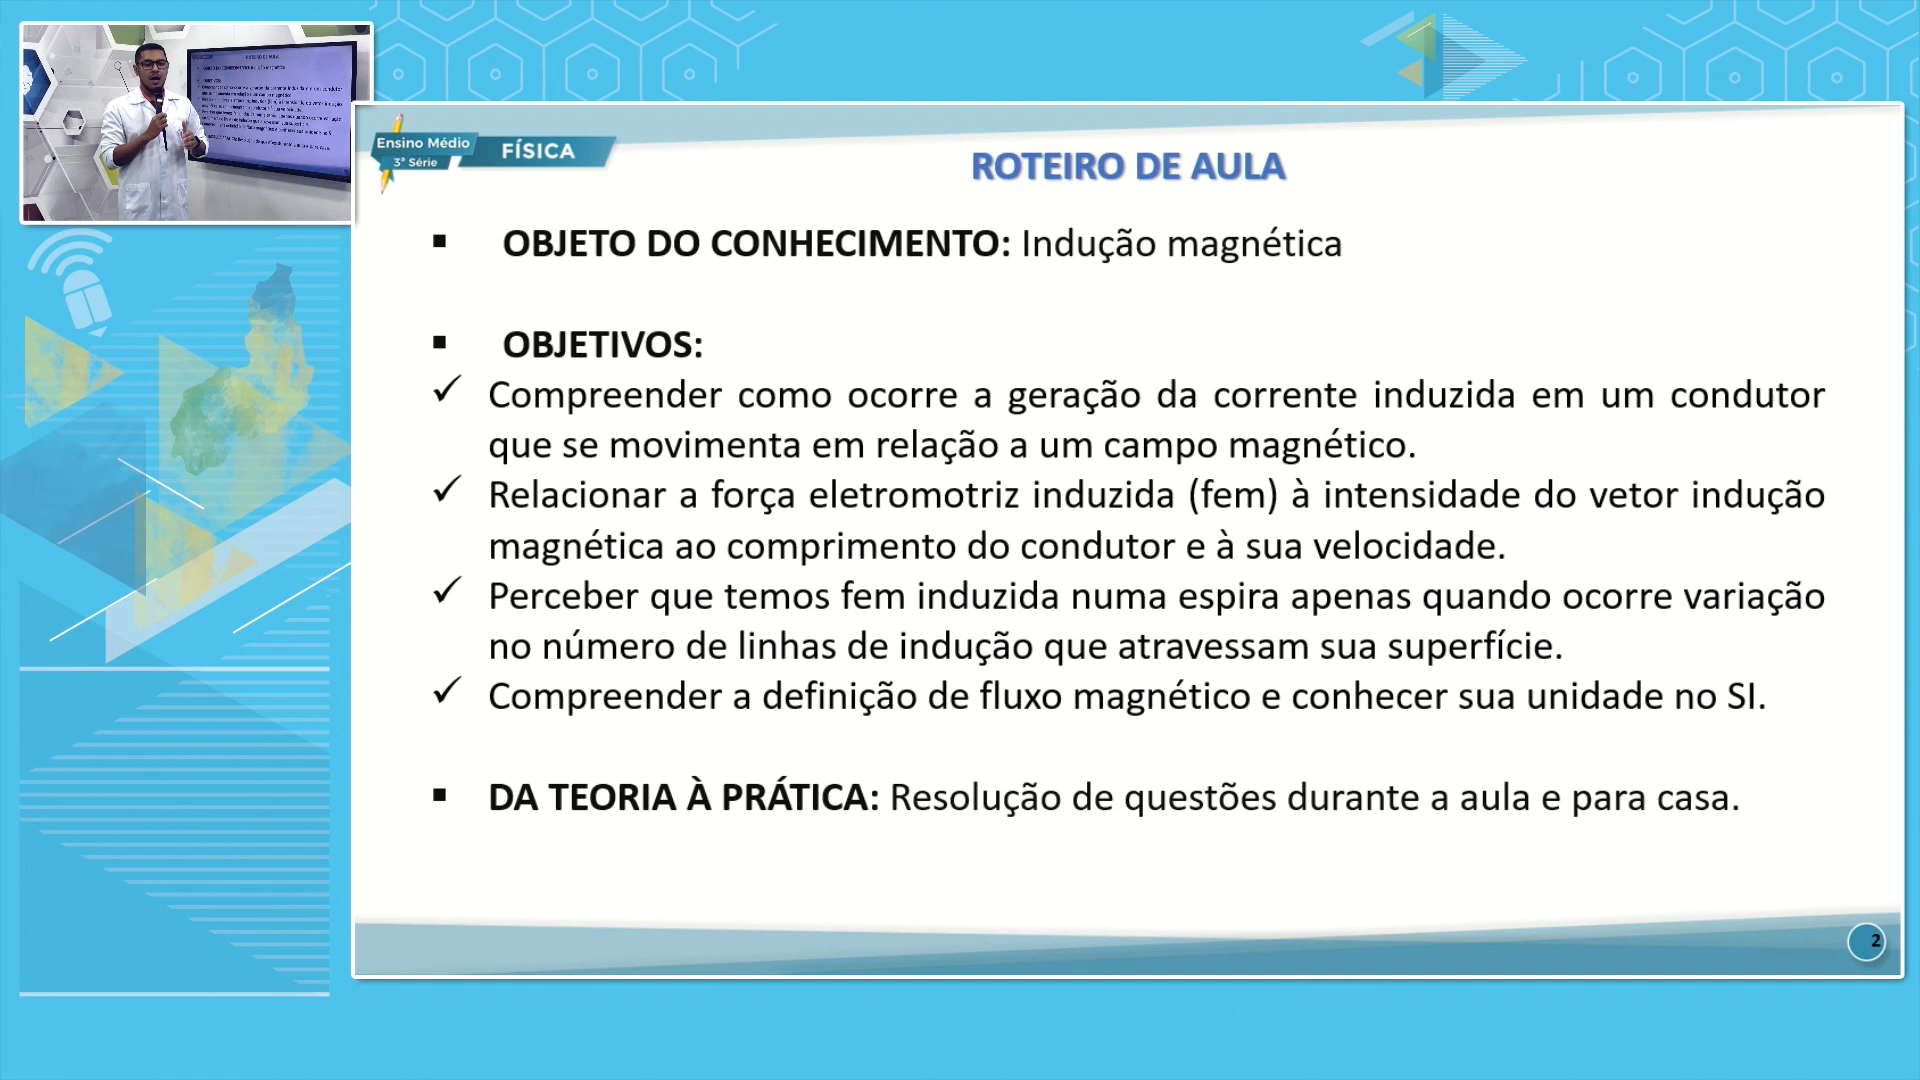 Ensino Médio
3ª Série
FÍSICA
ROTEIRO DE AULA
▪ OBJETO DO CONHECIMENTO: Indução magnética
▪ OBJETIVOS:
✓ Compreender como ocorre a geração da corrente induzida em um condutor
que se movimenta em relação a um campo magnético.
✓ Relacionar a força eletromotriz induzida (fem) à intensidade do vetor indução
magnética ao comprimento do condutor e à sua velocidade.
✓ Perceber que temos fem induzida numa espira apenas quando ocorre variação
no número de linhas de indução que atravessam sua superfície.
✓ Compreender a definição de fluxo magnético e conhecer sua unidade no SI.
▪ DA TEORIA À PRÁTICA: Resolução de questões durante a aula e para casa.
2